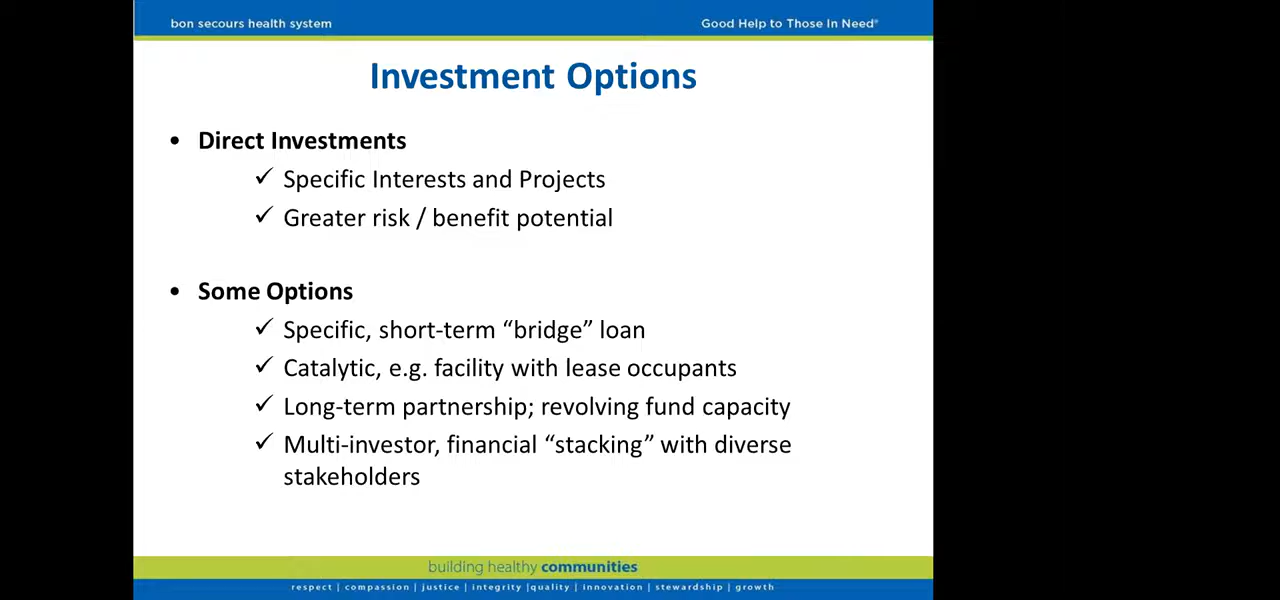 bon secours health system
Good Help to Those In Need®
Investment Options
• Direct Investments
✓ Specific Interests and Projects
✓ Greater risk / benefit potential
• Some Options
✓ Specific, short-term “bridge” loan
✓ Catalytic, e.g. facility with lease occupants
✓ Long-term partnership; revolving fund capacity
✓ Multi-investor, financial “stacking” with diverse
stakeholders
building healthy communities
respect | compassion | justice | integrity |quality | innovation | stewardship | growth